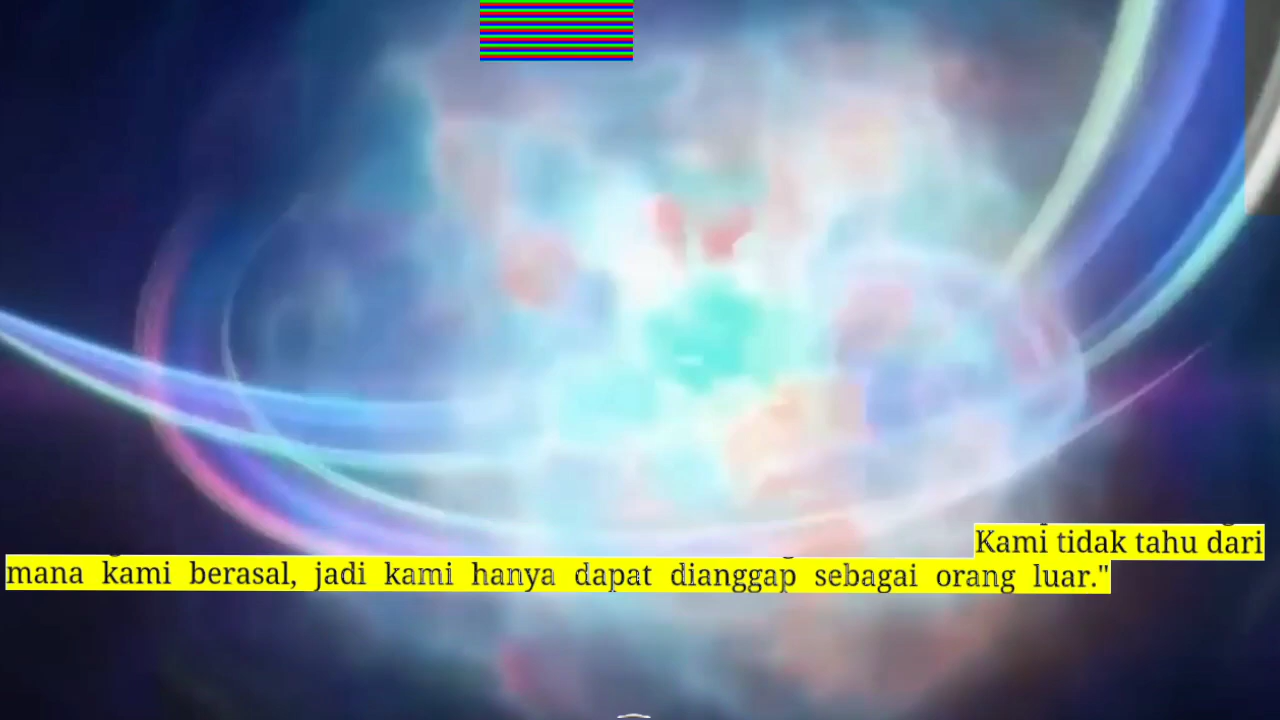 Kami tidak tahu dari
mana kami berasal, jadi kami hanya dapat dianggap sebagai orang luar."